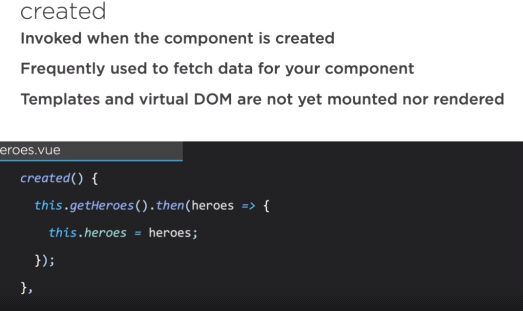 created
Invoked when the component is created
Frequently used to fetch data for your component
Templates and virtual DOM are not yet mounted nor rendered
eroes.vue
created() {
this.getHeroes().then(heroes => {
this.heroes = heroes;
});
},